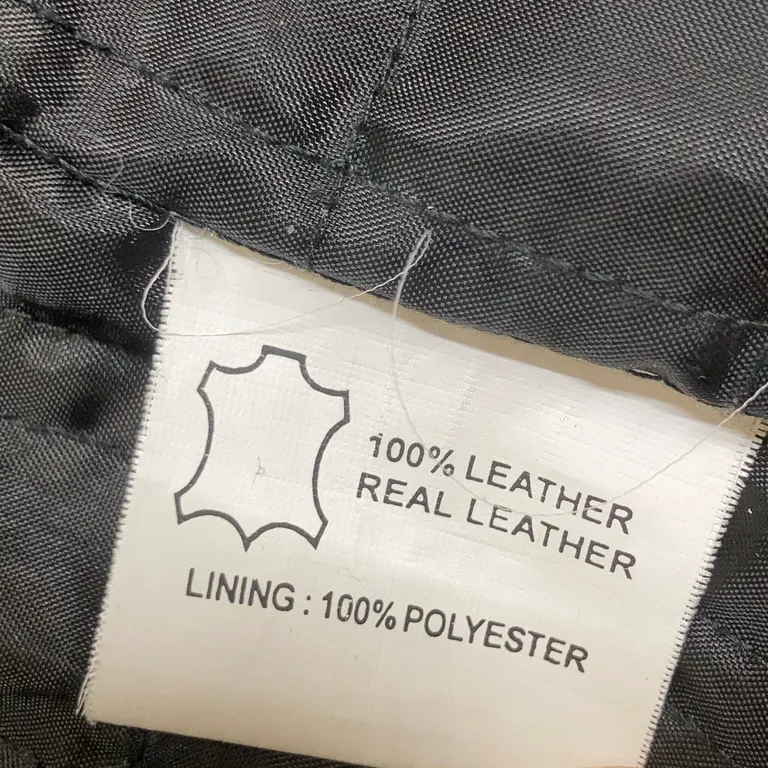 100% LEATHER
REAL LEATHER
LINING : 100% POLYESTER